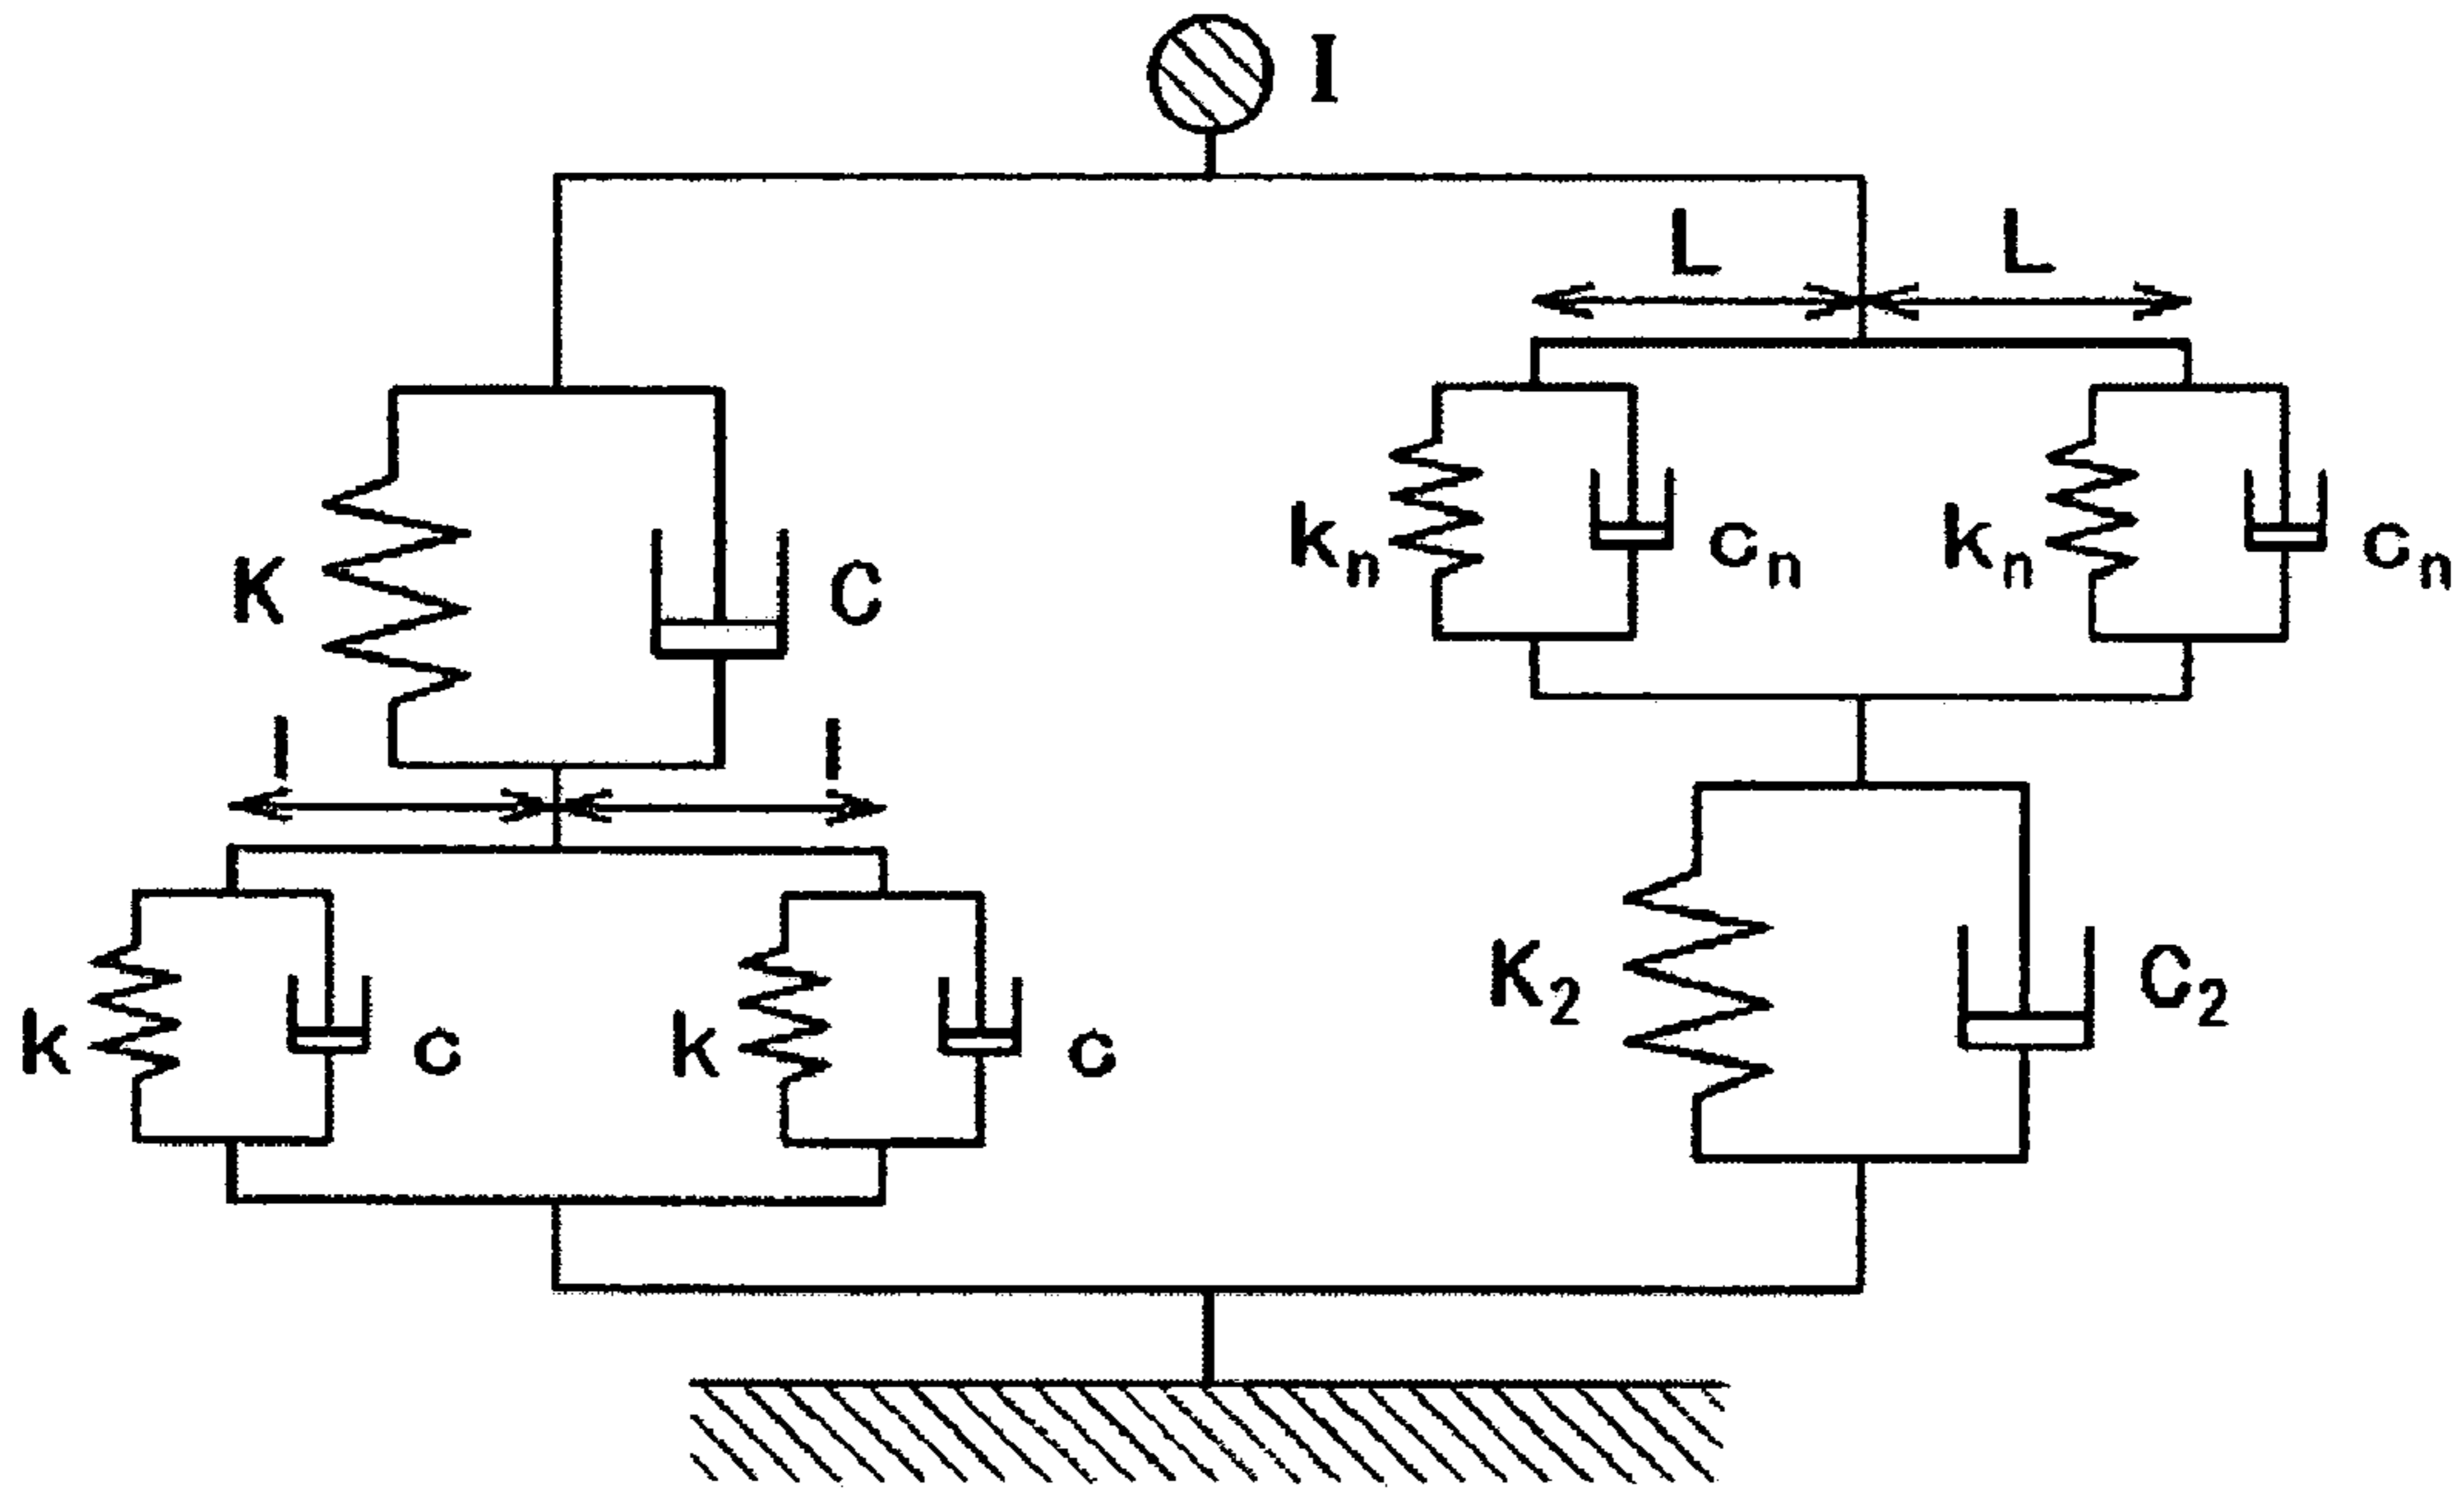 I
L L
K C
kₙ cₙ kₙ cₙ
l l
k c k c
K₂ C₂